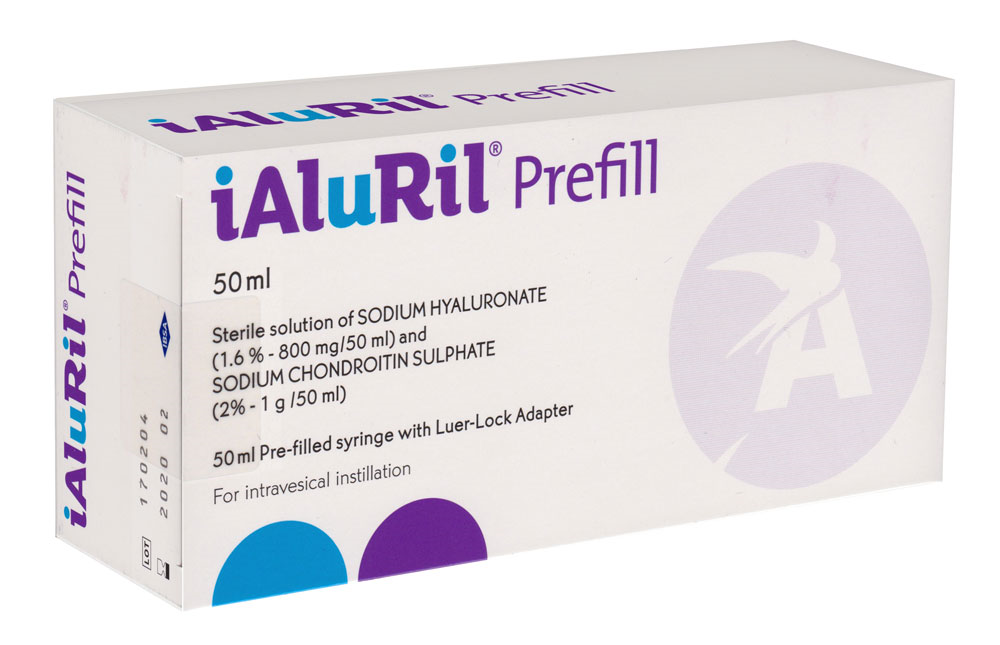 iAluRil® Prefill
iAluRil® Prefill
50 ml
Sterile solution of SODIUM HYALURONATE
(1.6 % - 800 mg/50 ml) and
SODIUM CHONDROITIN SULPHATE
(2% - 1 g /50 ml)
50 ml Pre-filled syringe with Luer-Lock Adapter
For intravesical instillation
A
iAluRil® Prefill
IBSA
LOT 170204
2020 02